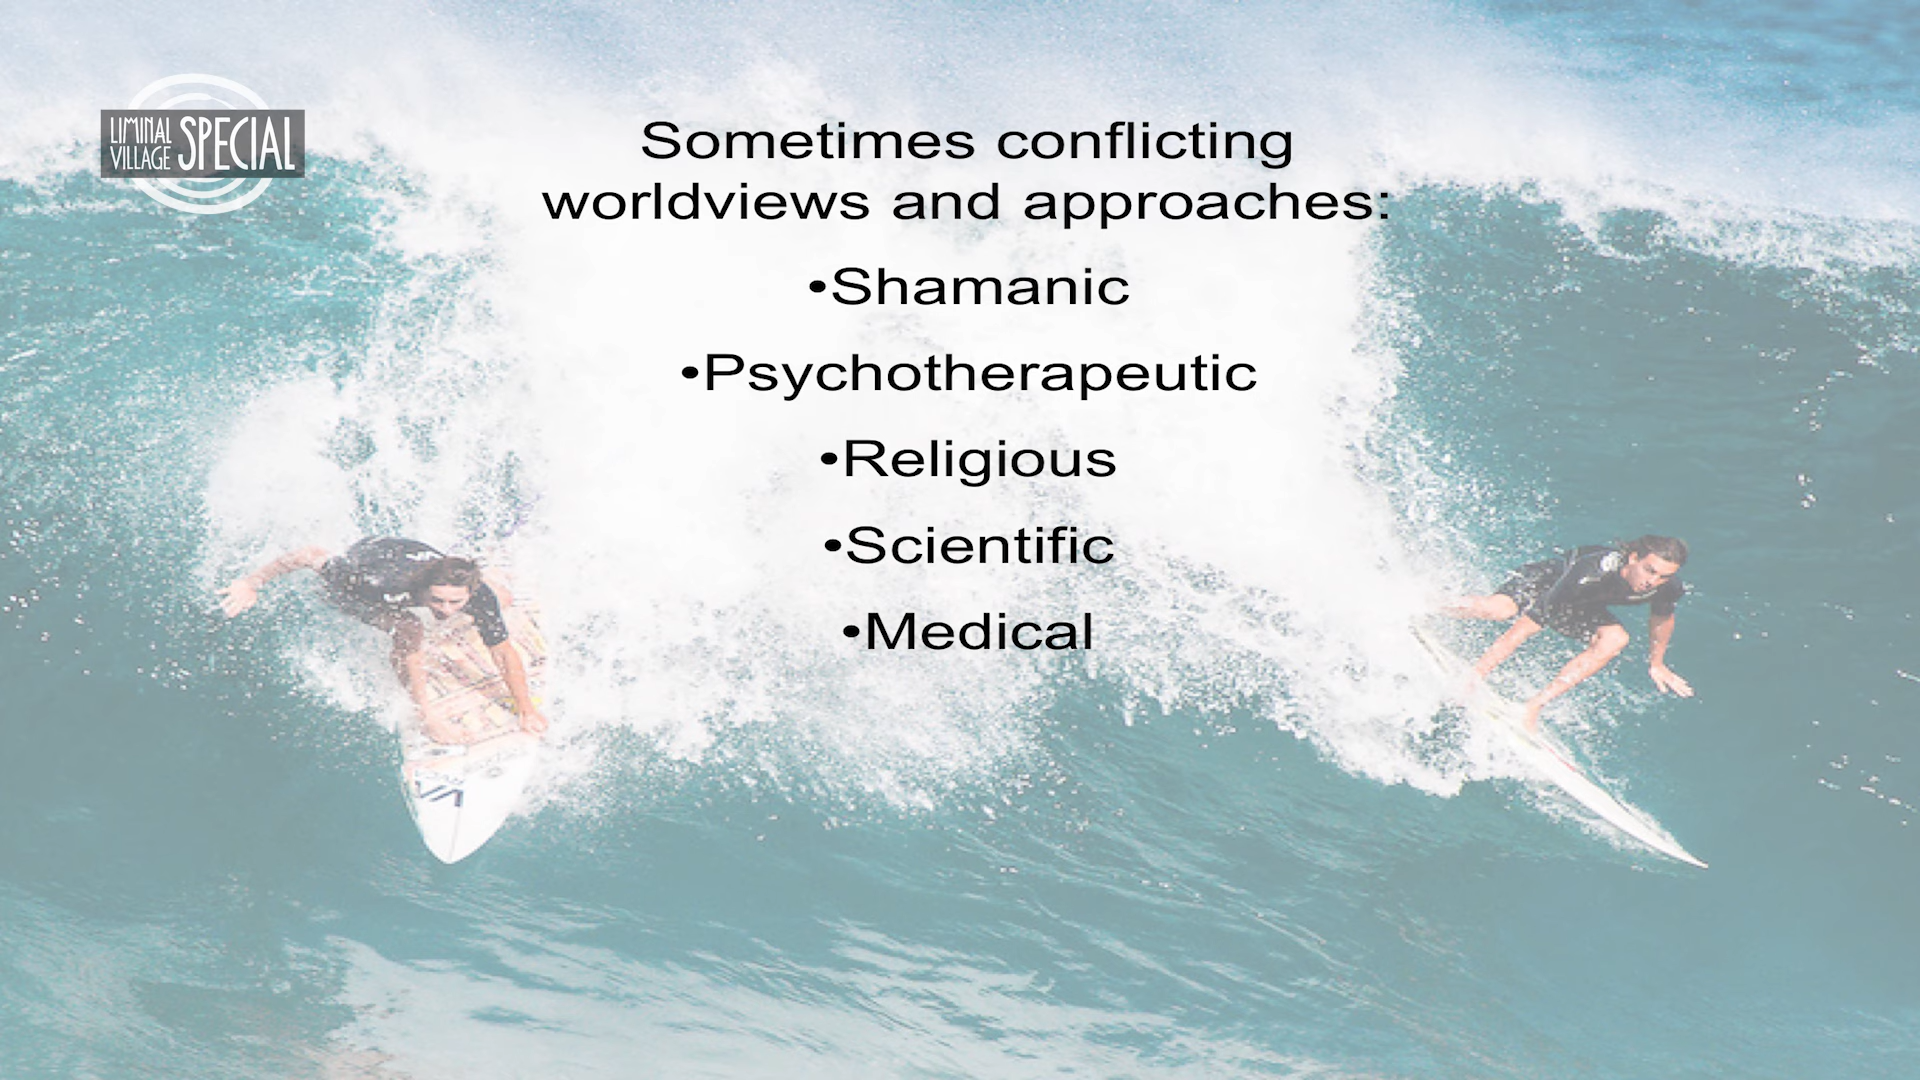 LIMINAL
VILLAGE SPECIAL
Sometimes conflicting
worldviews and approaches:
•Shamanic
•Psychotherapeutic
•Religious
•Scientific
•Medical